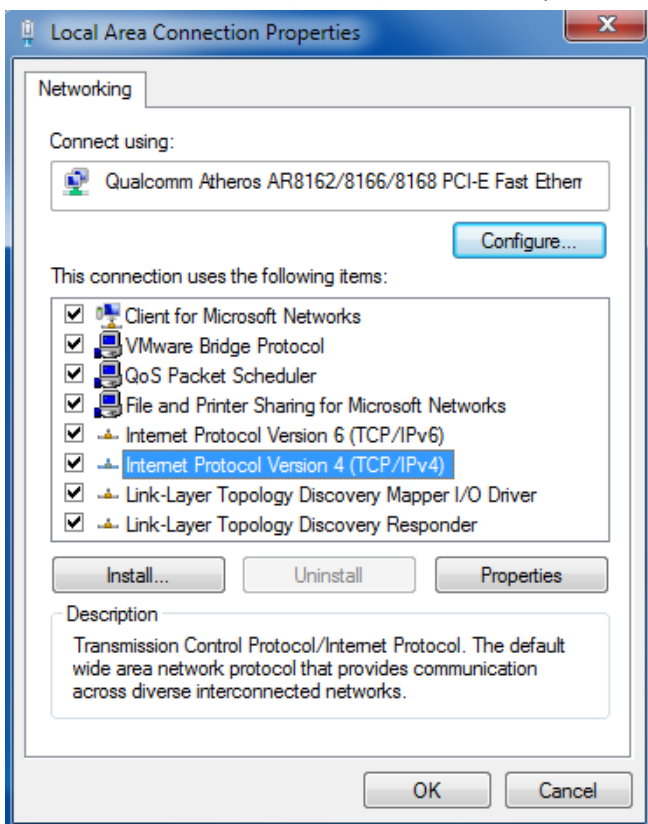 Local Area Connection Properties
X
Networking
Connect using:
Qualcomm Atheros AR8162/8166/8168 PCI-E Fast Ethern
Configure...
This connection uses the following items:
Client for Microsoft Networks
VMware Bridge Protocol
QoS Packet Scheduler
File and Printer Sharing for Microsoft Networks
Internet Protocol Version 6 (TCP/IPv6)
Internet Protocol Version 4 (TCP/IPv4)
Link-Layer Topology Discovery Mapper I/O Driver
Link-Layer Topology Discovery Responder
Install... Uninstall Properties
Description
Transmission Control Protocol/Internet Protocol. The default
wide area network protocol that provides communication
across diverse interconnected networks.
OK Cancel